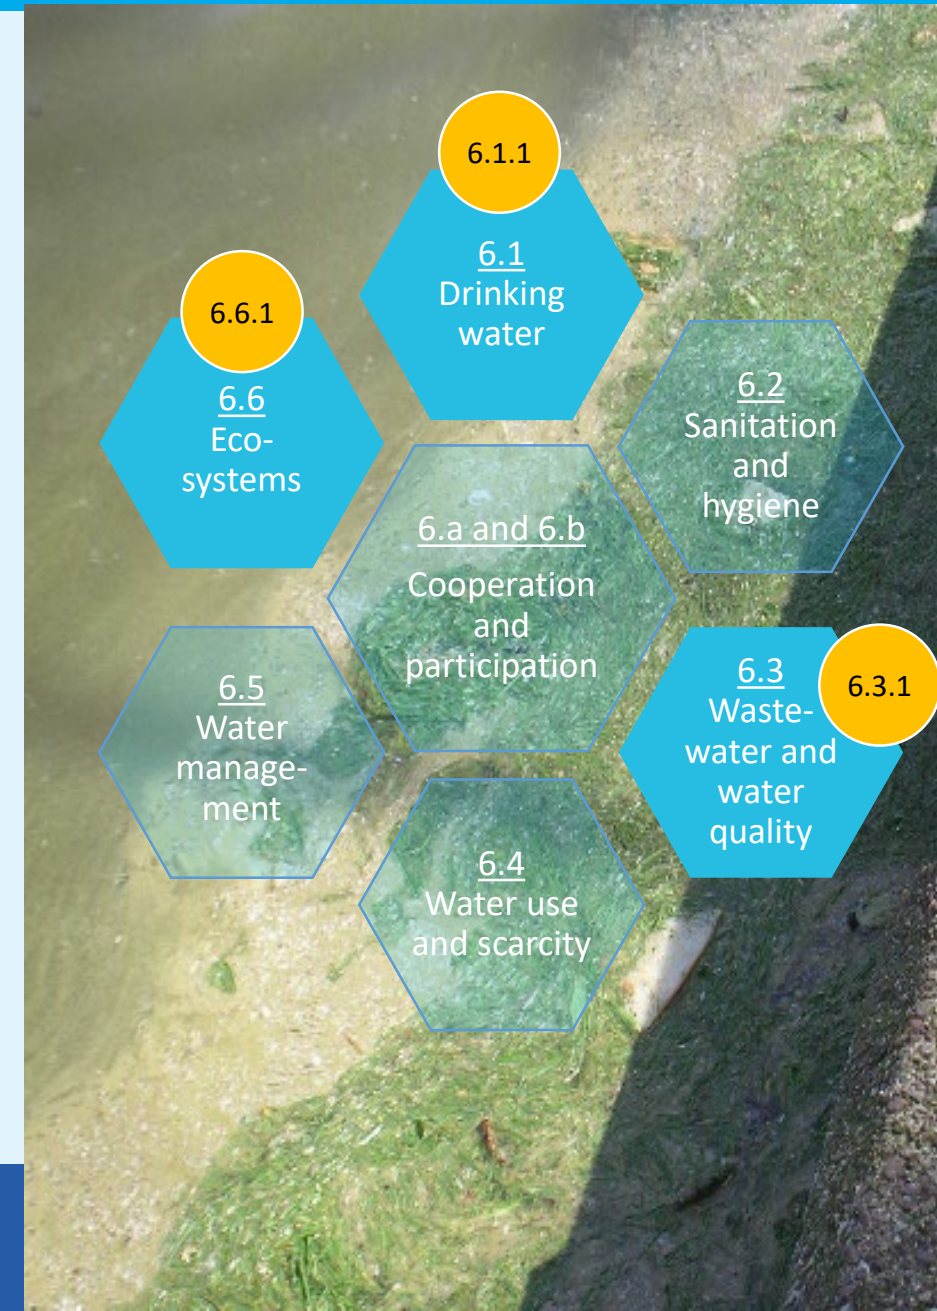 6.1.1
6.1
Drinking
water
6.6.1
6.6
Eco-
systems
6.2
Sanitation
and
hygiene
6.a and 6.b
Cooperation
and
participation
6.3.1
6.3
Waste-
water and
water
quality
6.5
Water
manage-
ment
6.4
Water use
and scarcity